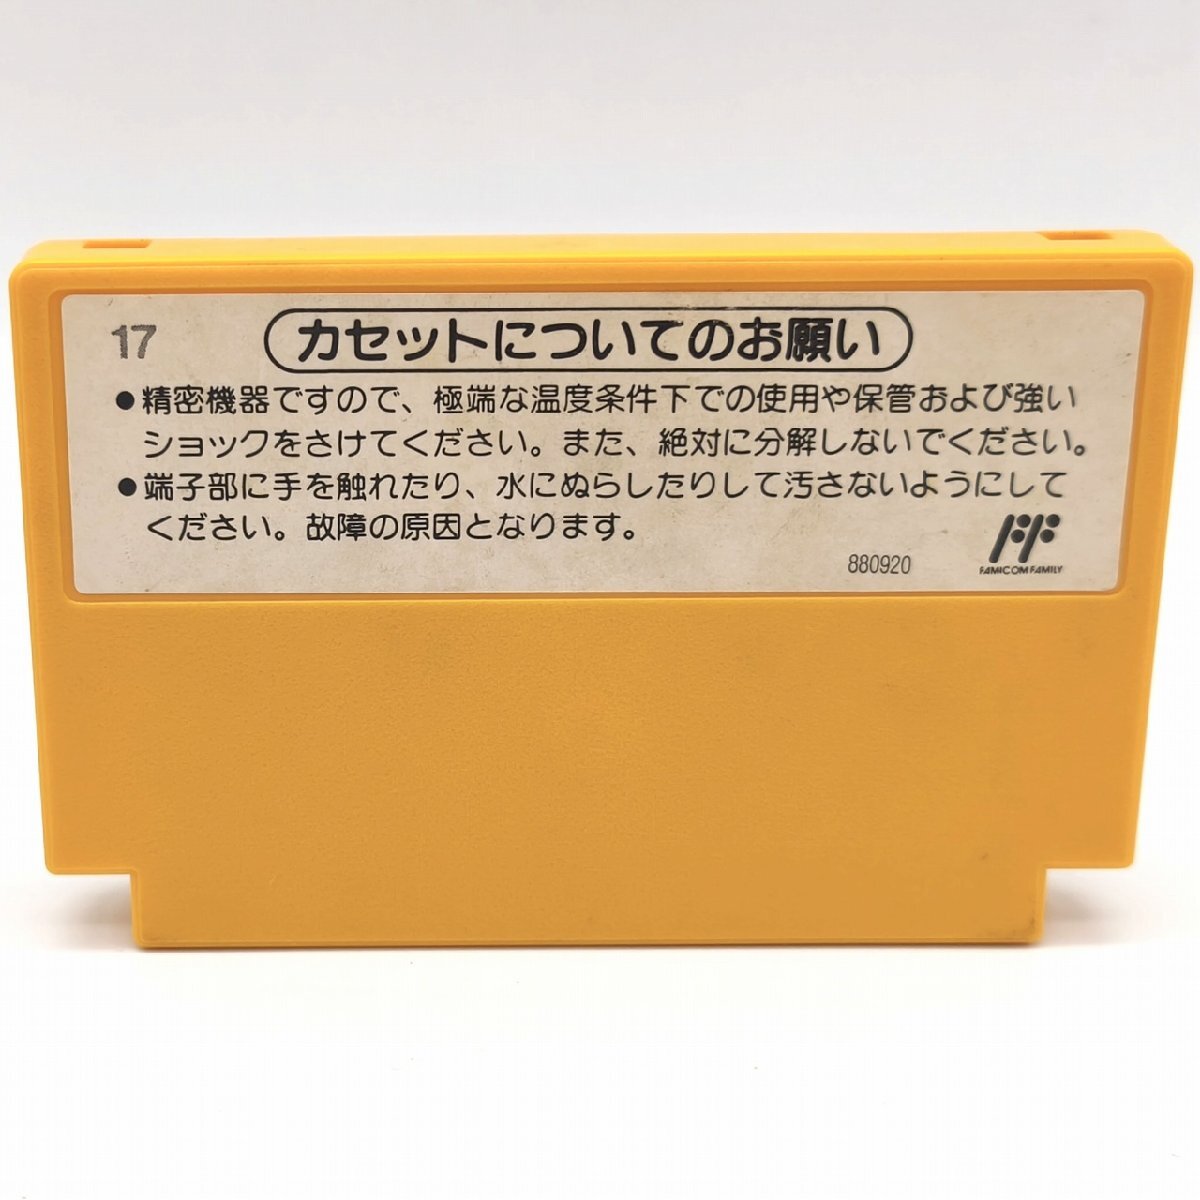 17
カセットについてのお願い
●精密機器ですので、極端な温度条件下での使用や保管および強い
ショックをさけてください。また、絶対に分解しないでください。
●端子部に手を触れたり、水にぬらしたりして汚さないようにして
ください。故障の原因となります。
880920
FAMICOM FAMILY